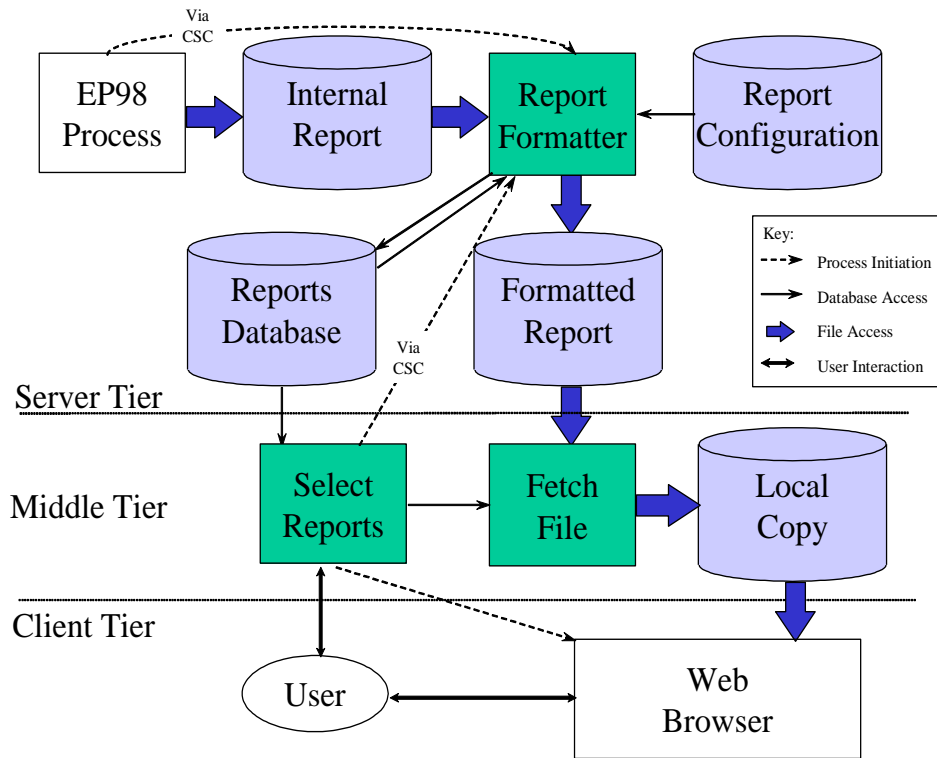 Via
CSC
EP98
Process
Internal
Report
Report
Formatter
Report
Configuration
Key:
Process Initiation
Database Access
File Access
User Interaction
Reports
Database
Via
CSC
Formatted
Report
Server Tier
Middle Tier
Select
Reports
Fetch
File
Local
Copy
Client Tier
User
Web
Browser